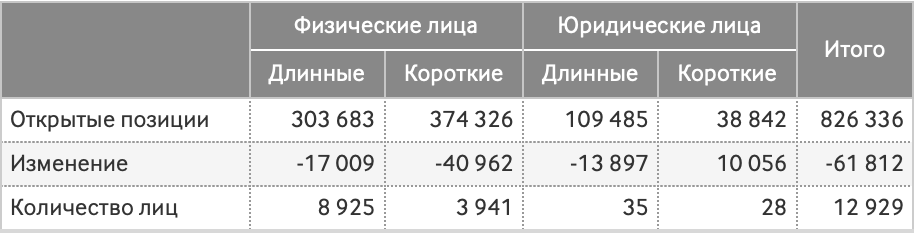 Физические лица Юридические лица Итого
Длинные Короткие Длинные Короткие
Открытые позиции 303 683 374 326 109 485 38 842 826 336
Изменение -17 009 -40 962 -13 897 10 056 -61 812
Количество лиц 8 925 3 941 35 28 12 929